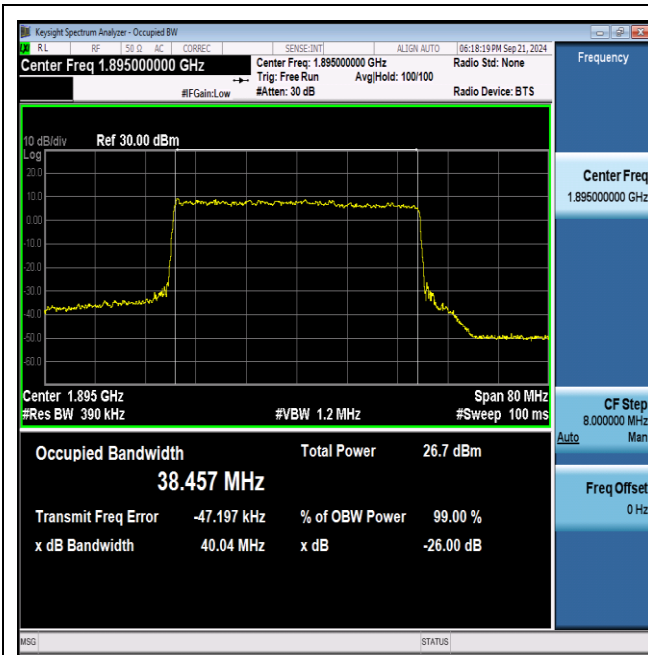 Keysight Spectrum Analyzer - Occupied BW
RL RF 50 Ω AC CORREC SENSE:INT ALIGN AUTO 06:18:19 PM Sep 21, 2024
Center Freq 1.895000000 GHz Center Freq: 1.895000000 GHz Radio Std: None
Trig: Free Run Avg|Hold: 100/100
#IFGain:Low #Atten: 30 dB Radio Device: BTS
10 dB/div Ref 30.00 dBm
Log
20.0
10.0
0.00
-10.0
-20.0
-30.0
-40.0
-50.0
-60.0
Center 1.895 GHz Span 80 MHz
#Res BW 390 kHz #VBW 1.2 MHz #Sweep 100 ms
Occupied Bandwidth Total Power 26.7 dBm
38.457 MHz
Transmit Freq Error -47.197 kHz % of OBW Power 99.00 %
x dB Bandwidth 40.04 MHz x dB -26.00 dB
MSG STATUS
Frequency
Center Freq
1.895000000 GHz
CF Step
8.000000 MHz
Auto Man
Freq Offset
0 Hz